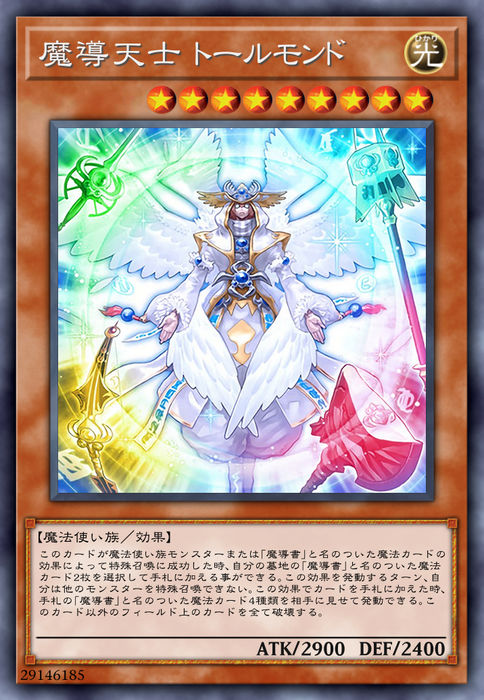 魔導天士 トールモンド
ひかり
光
【魔法使い族／効果】
このカードが魔法使い族モンスターまたは「魔導書」と名のついた魔法カードの
効果によって特殊召喚に成功した時、自分の墓地の「魔導書」と名のついた魔法
カード2枚を選択して手札に加える事ができる。この効果を発動するターン、自
分は他のモンスターを特殊召喚できない。この効果でカードを手札に加えた時、
手札の「魔導書」と名のついた魔法カード4種類を相手に見せて発動できる。こ
のカード以外のフィールド上のカードを全て破壊する。
ATK/2900 DEF/2400
29146185